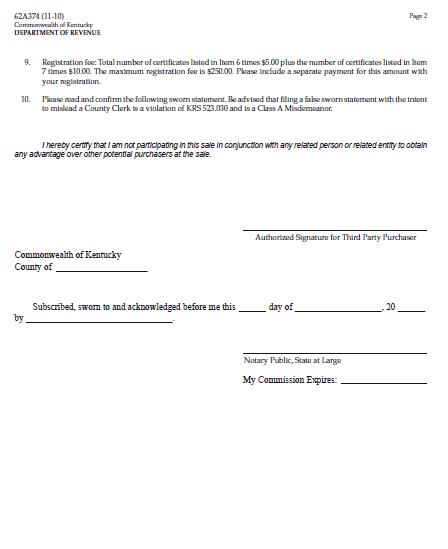 62A374 (11-10) Page 2
Commonwealth of Kentucky
DEPARTMENT OF REVENUE
9. Registration fee: Total number of certificates listed in Item 6 times $5.00 plus the number of certificates listed in Item
7 times $10.00. The maximum registration fee is $250.00. Please include a separate payment for this amount with
your registration.
10. Please read and confirm the following sworn statement. Be advised that filing a false sworn statement with the intent
to mislead a County Clerk is a violation of KRS 523.030 and is a Class A Misdemeanor.
I hereby certify that I am not participating in this sale in conjunction with any related person or related entity to obtain
any advantage over other potential purchasers at the sale.
Authorized Signature for Third Party Purchaser
Commonwealth of Kentucky
County of ____________________
Subscribed, sworn to and acknowledged before me this ______ day of ____________________, 20 ______
by ________________________________.
Notary Public, State at Large
My Commission Expires: ____________________